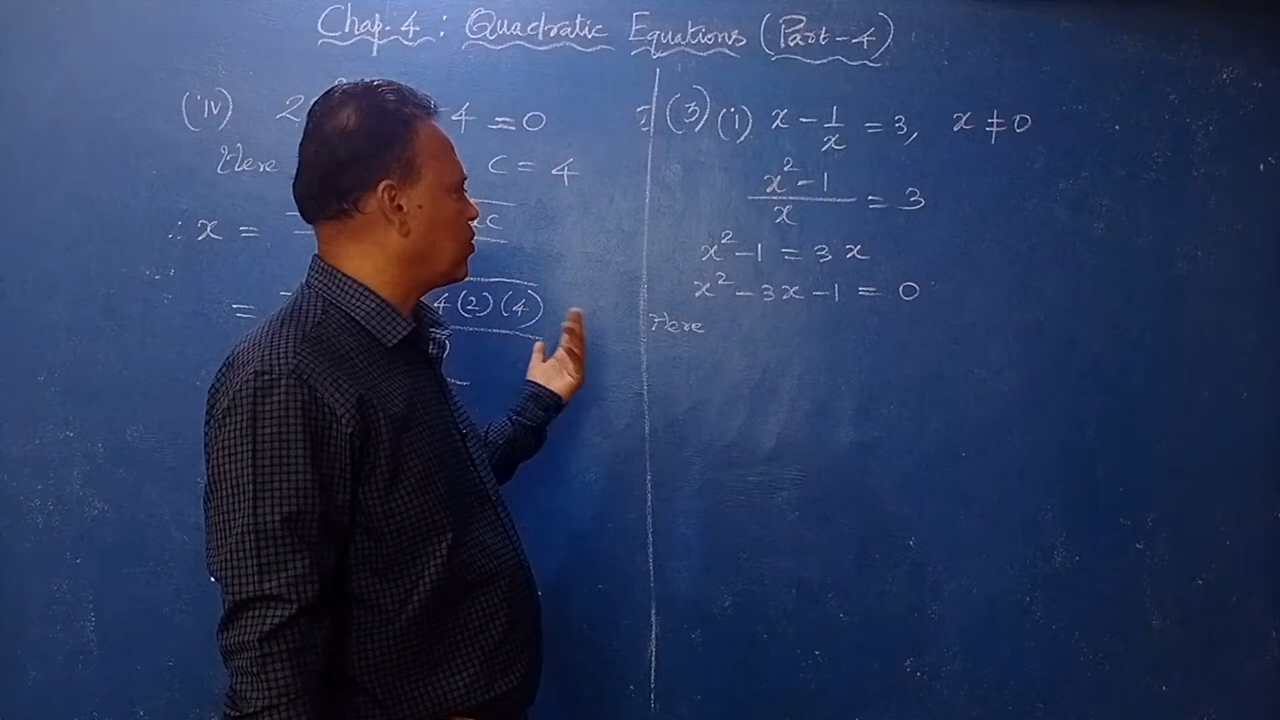 Chap. 4 : Quadratic Equations (Part-4)
(iv) 2 -4 = 0
Here c = 4
∴ x = ac
= 4(2)(4)
(3) (i) x - 1/x = 3, x ≠ 0
x² - 1 / x = 3
x² - 1 = 3x
x² - 3x - 1 = 0
Here